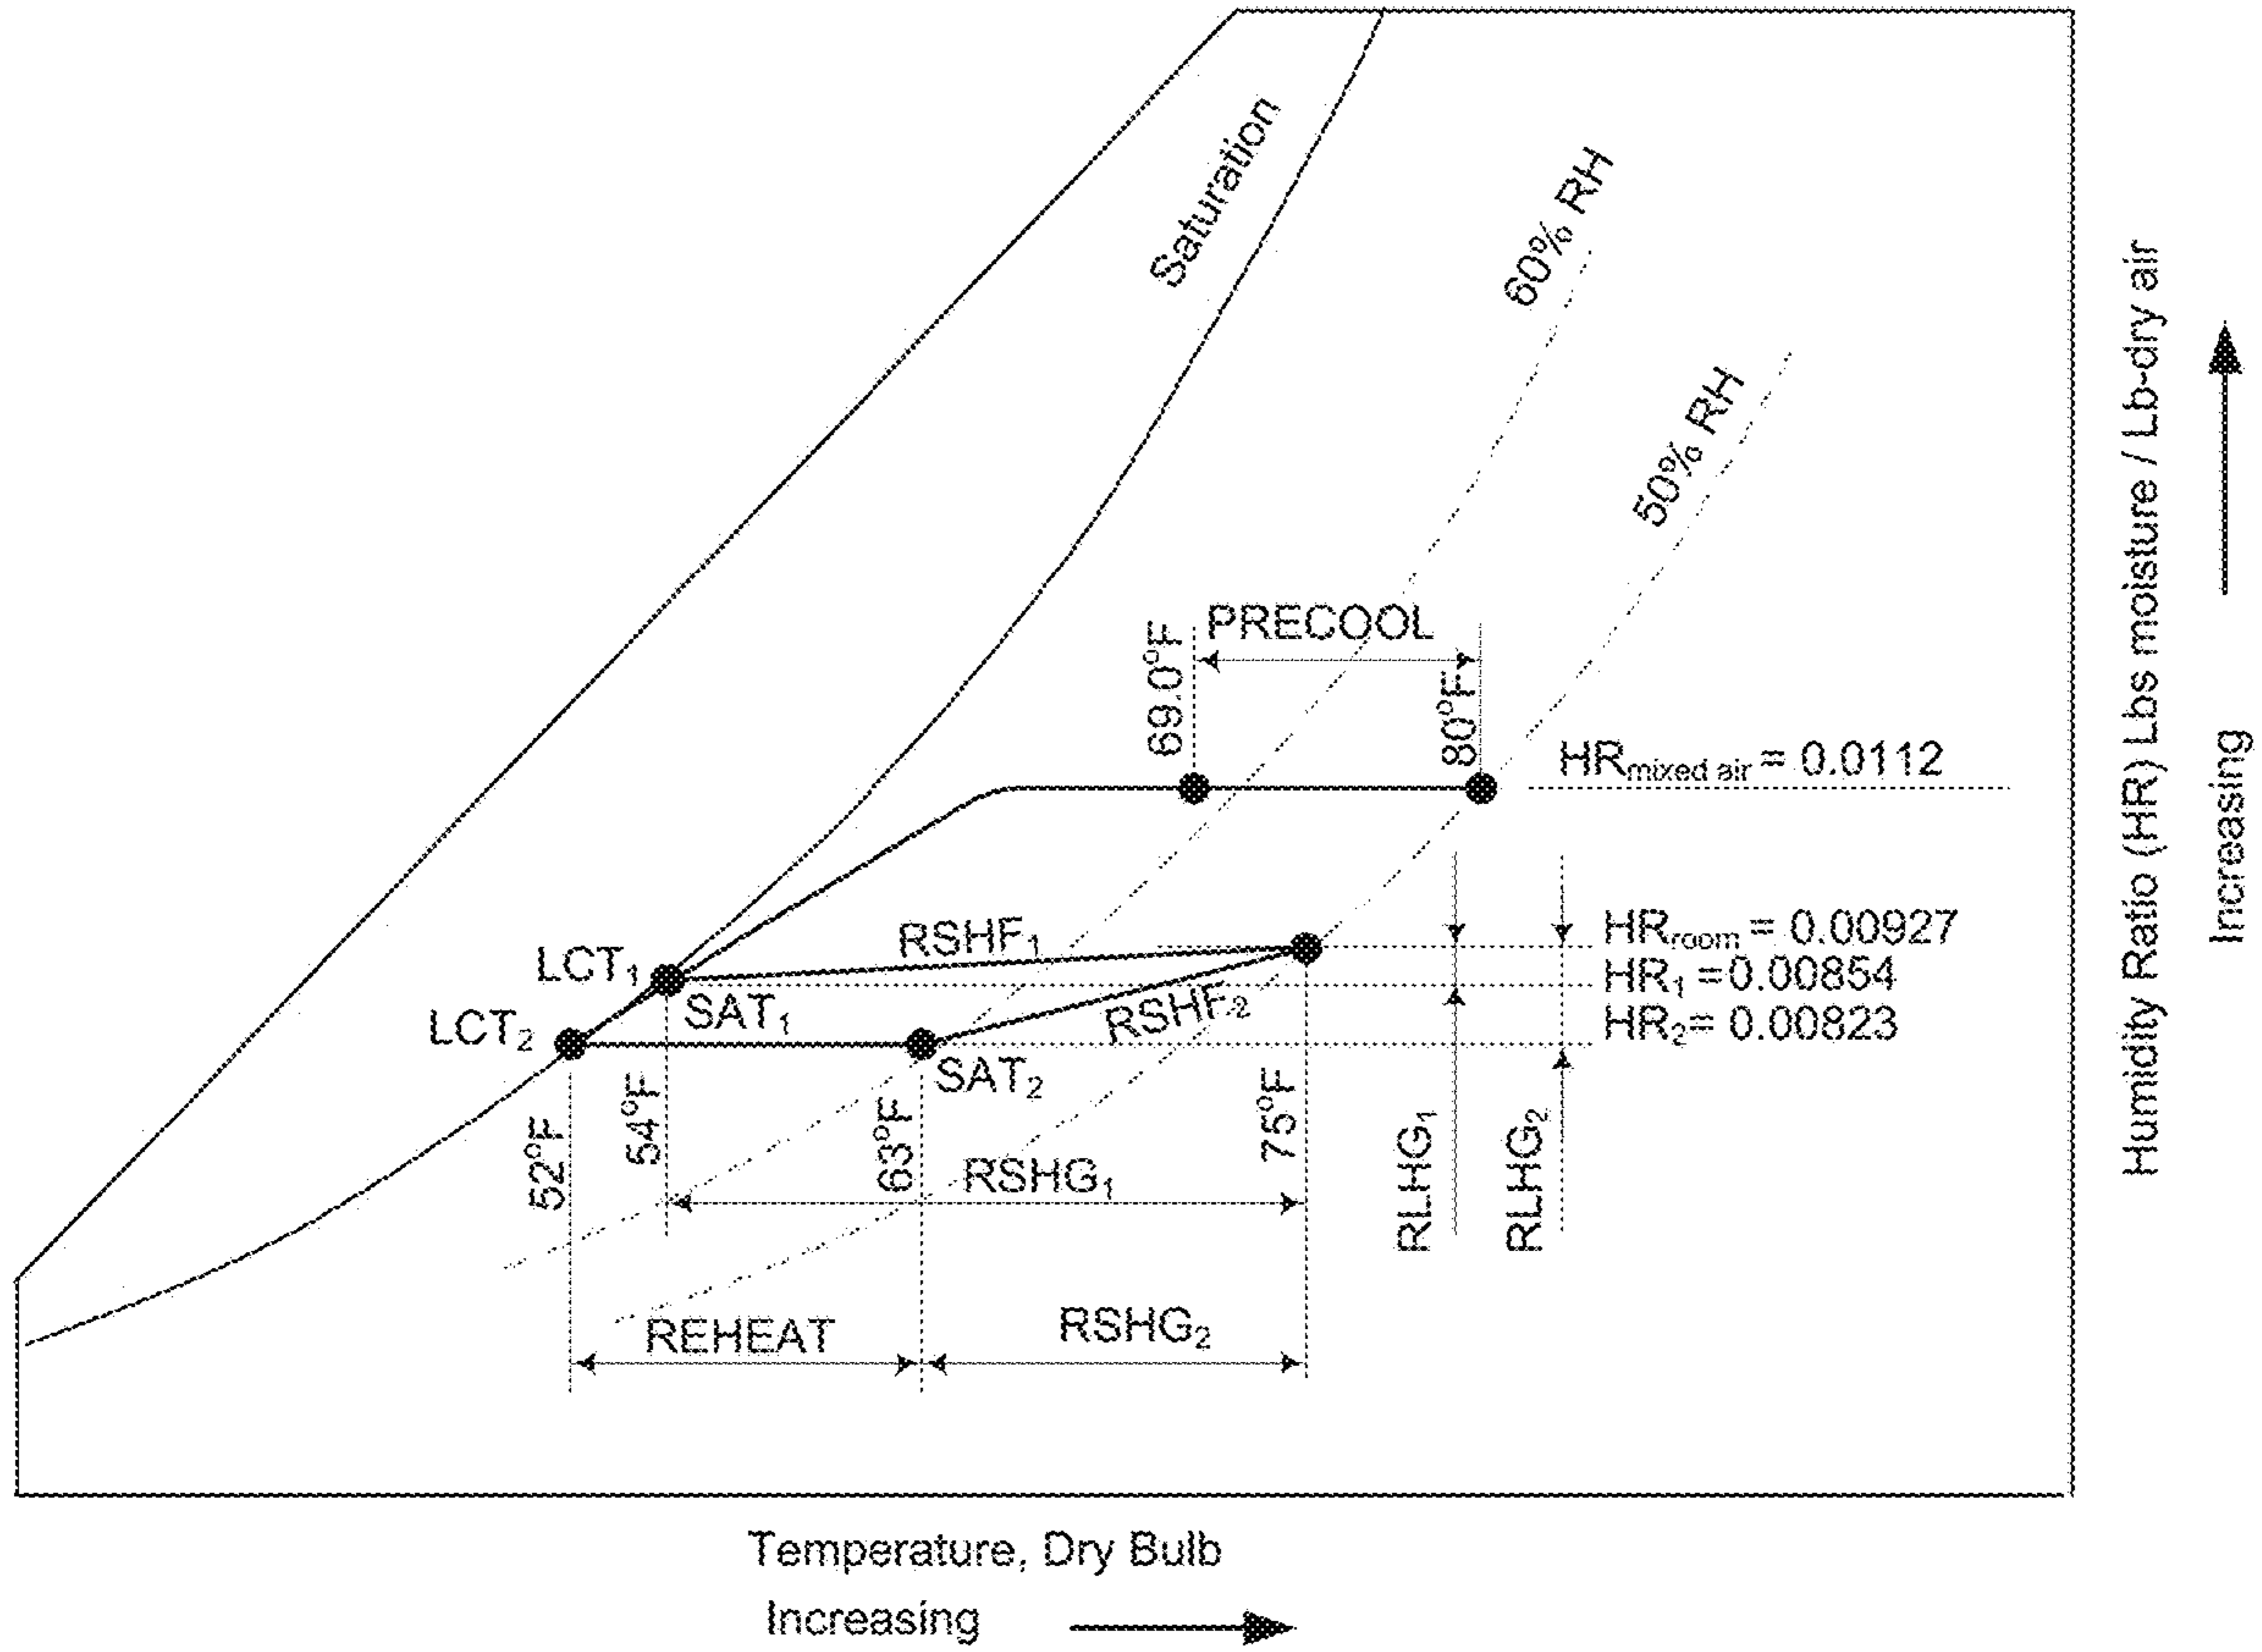 Saturation
60% RH
50% RH
PRECOOL
69.0°F
80°F
HRmixed air = 0.0112
RSHF1
HRroom = 0.00927
LCT1
HR1 =0.00854
SAT1
RSHF2
LCT2
HR2= 0.00823
SAT2
52°F
54°F
63°F
75°F
RSHG1
RLHG1
RLHG2
REHEAT
RSHG2
Humidity Ratio (HR) Lbs moisture / Lb-dry air
Increasing
Temperature, Dry Bulb
Increasing